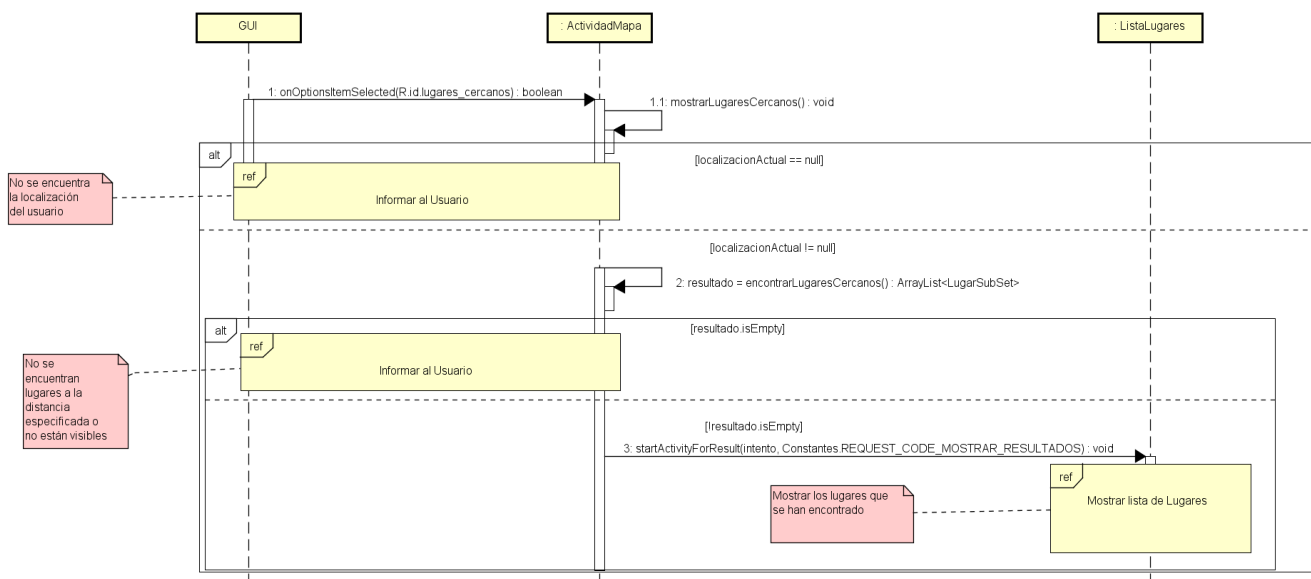 GUI
: ActividadMapa
: ListaLugares
1: onOptionsItemSelected(R.id.lugares_cercanos) : boolean
1.1: mostrarLugaresCercanos() : void
alt
[localizacionActual == null]
ref
Informar al Usuario
No se encuentra
la localización
del usuario
[localizacionActual != null]
2: resultado = encontrarLugaresCercanos() : ArrayList<LugarSubSet>
alt
[resultado.isEmpty]
ref
Informar al Usuario
No se
encuentran
lugares a la
distancia
especificada o
no están visibles
[!resultado.isEmpty]
3: startActivityForResult(intento, Constantes.REQUEST_CODE_MOSTRAR_RESULTADOS) : void
ref
Mostrar lista de Lugares
Mostrar los lugares que
se han encontrado